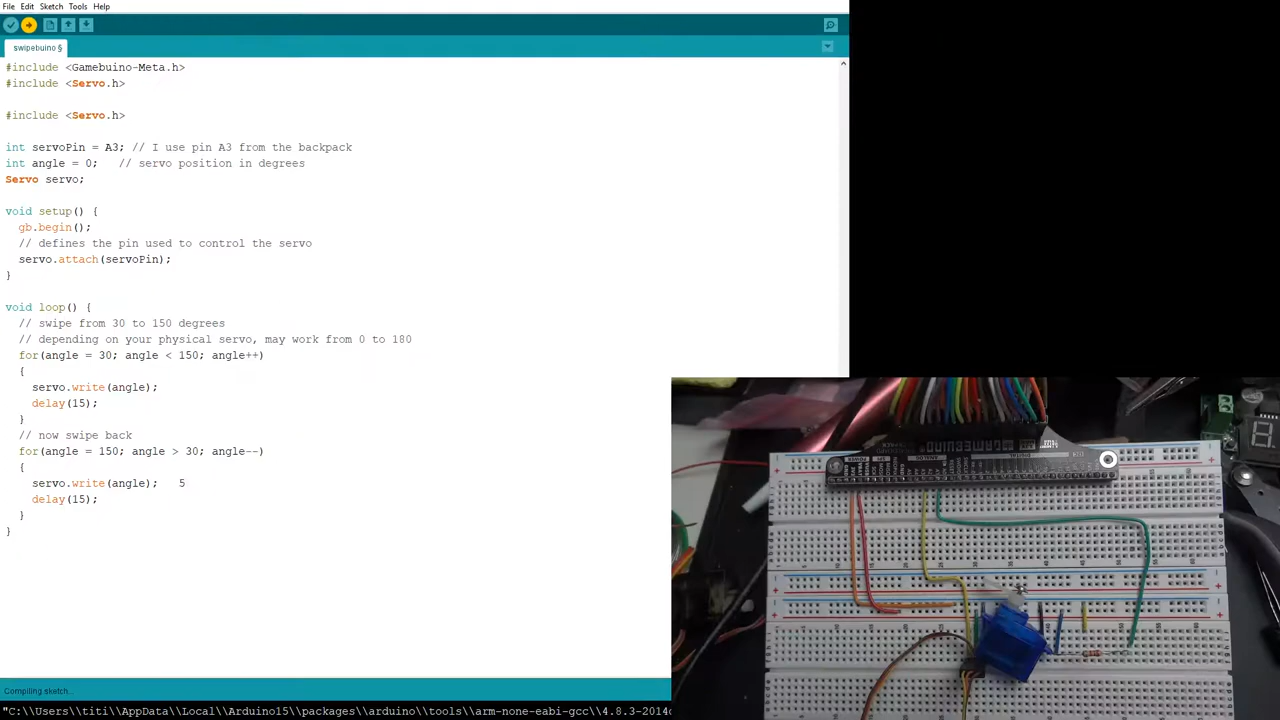 File Edit Sketch Tools Help
swipebuino §
#include <Gamebuino-Meta.h>
#include <Servo.h>
#include <Servo.h>
int servoPin = A3; // I use pin A3 from the backpack
int angle = 0;   // servo position in degrees
Servo servo;
void setup() {
gb.begin();
// defines the pin used to control the servo
servo.attach(servoPin);
}
void loop() {
// swipe from 30 to 150 degrees
// depending on your physical servo, may work from 0 to 180
for(angle = 30; angle < 150; angle++)
{
servo.write(angle);
delay(15);
}
// now swipe back
for(angle = 150; angle > 30; angle--)
{
servo.write(angle);   5
delay(15);
}
}
Compiling sketch...
"C:\\Users\\titi\\AppData\\Local\\Arduino15\\packages\\arduino\\tools\\arm-none-eabi-gcc\\4.8.3-2014
POWER
ANALOG
DIGITAL